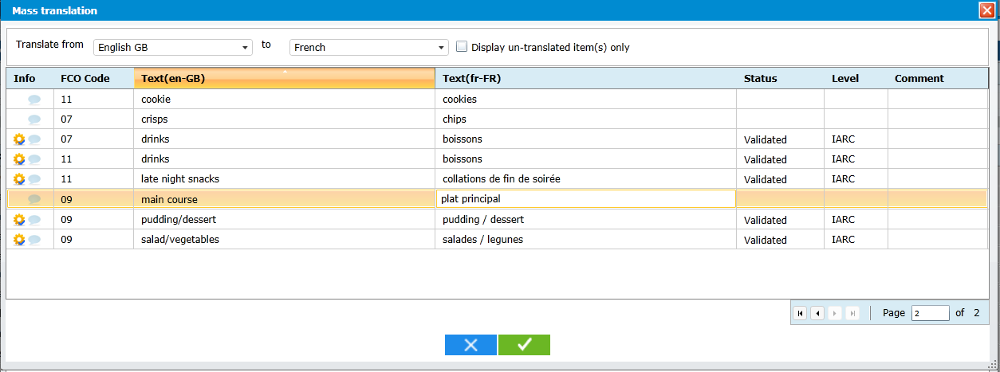 Mass translation
Translate from English GB to French Display un-translated item(s) only
Info FCO Code Text(en-GB) Text(fr-FR) Status Level Comment
11 cookie cookies
07 crisps chips
07 drinks boissons Validated IARC
11 drinks boissons Validated IARC
11 late night snacks collations de fin de soirée Validated IARC
09 main course plat principal
09 pudding/dessert pudding / dessert Validated IARC
09 salad/vegetables salades / legunes Validated IARC
Page 2 of 2